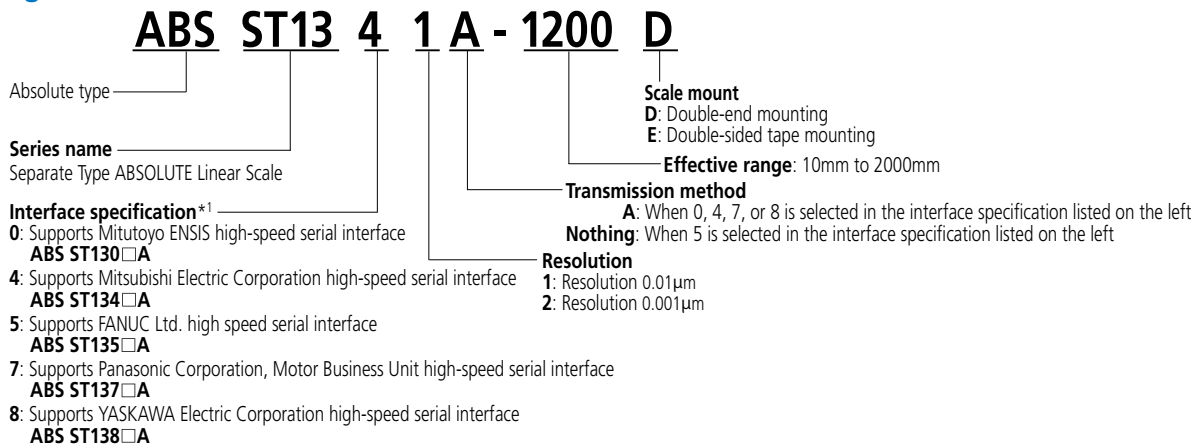 ABS ST13 4 1 A - 1200 D
Absolute type
Series name
Separate Type ABSOLUTE Linear Scale
Interface specification*1
0: Supports Mitutoyo ENSIS high-speed serial interface
ABS ST130□A
4: Supports Mitsubishi Electric Corporation high-speed serial interface
ABS ST134□A
5: Supports FANUC Ltd. high speed serial interface
ABS ST135□A
7: Supports Panasonic Corporation, Motor Business Unit high-speed serial interface
ABS ST137□A
8: Supports YASKAWA Electric Corporation high-speed serial interface
ABS ST138□A
Scale mount
D: Double-end mounting
E: Double-sided tape mounting
Effective range: 10mm to 2000mm
Transmission method
A: When 0, 4, 7, or 8 is selected in the interface specification listed on the left
Nothing: When 5 is selected in the interface specification listed on the left
Resolution
1: Resolution 0.01µm
2: Resolution 0.001µm